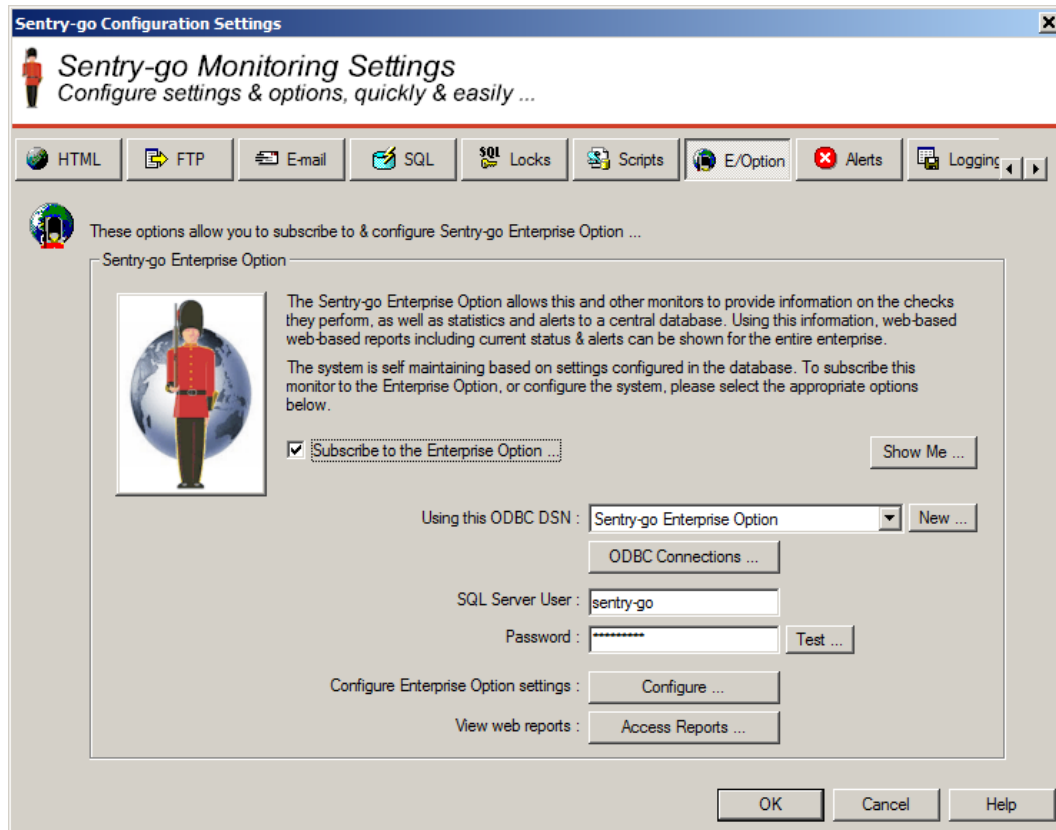 Sentry-go Configuration Settings
Sentry-go Monitoring Settings
Configure settings & options, quickly & easily ...
HTML
FTP
E-mail
SQL
SQL
Locks
Scripts
E/Option
Alerts
Logging
These options allow you to subscribe to & configure Sentry-go Enterprise Option ...
Sentry-go Enterprise Option
The Sentry-go Enterprise Option allows this and other monitors to provide information on the checks
they perform, as well as statistics and alerts to a central database. Using this information, web-based
web-based reports including current status & alerts can be shown for the entire enterprise.
The system is self maintaining based on settings configured in the database. To subscribe this
monitor to the Enterprise Option, or configure the system, please select the appropriate options
below.
Subscribe to the Enterprise Option ...
Show Me ...
Using this ODBC DSN :
Sentry-go Enterprise Option
New ...
ODBC Connections ...
SQL Server User :
sentry-go
Password :
*********
Test ...
Configure Enterprise Option settings :
Configure ...
View web reports :
Access Reports ...
OK
Cancel
Help